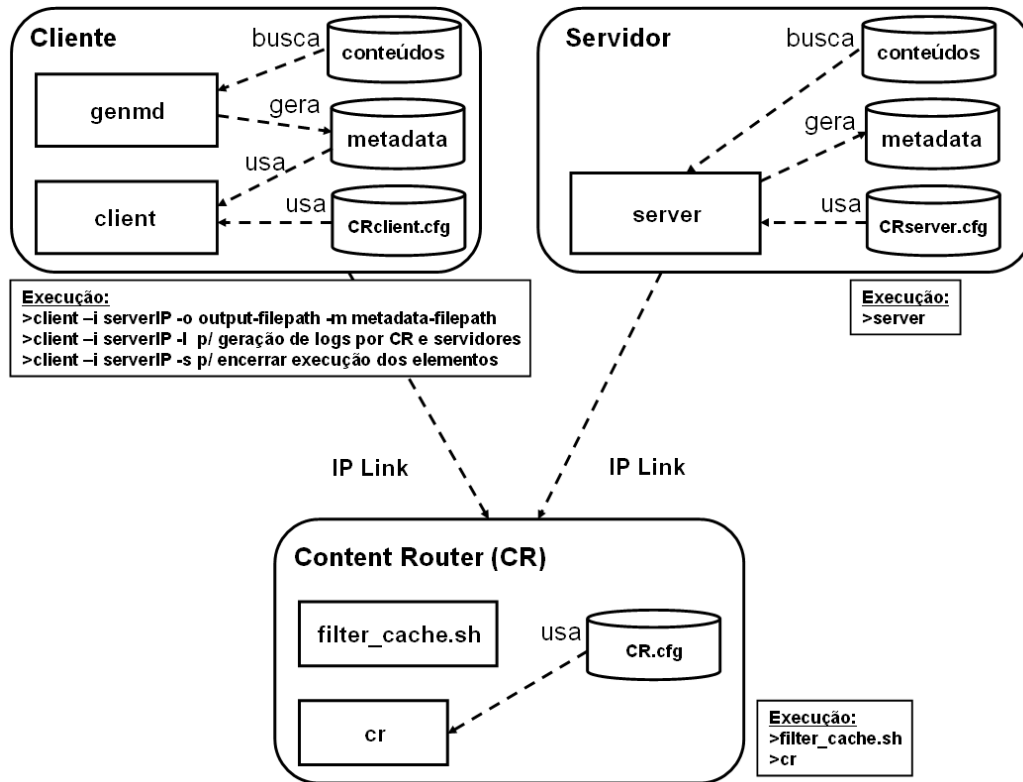 Cliente
busca
conteúdos
genmd
gera
metadata
usa
client
usa
CRclient.cfg
Execução:
>client –i serverIP -o output-filepath -m metadata-filepath
>client –i serverIP -l p/ geração de logs por CR e servidores
>client –i serverIP -s p/ encerrar execução dos elementos
Servidor
busca
conteúdos
gera
metadata
server
usa
CRserver.cfg
Execução:
>server
IP Link
IP Link
Content Router (CR)
filter_cache.sh
usa
CR.cfg
cr
Execução:
>filter_cache.sh
>cr